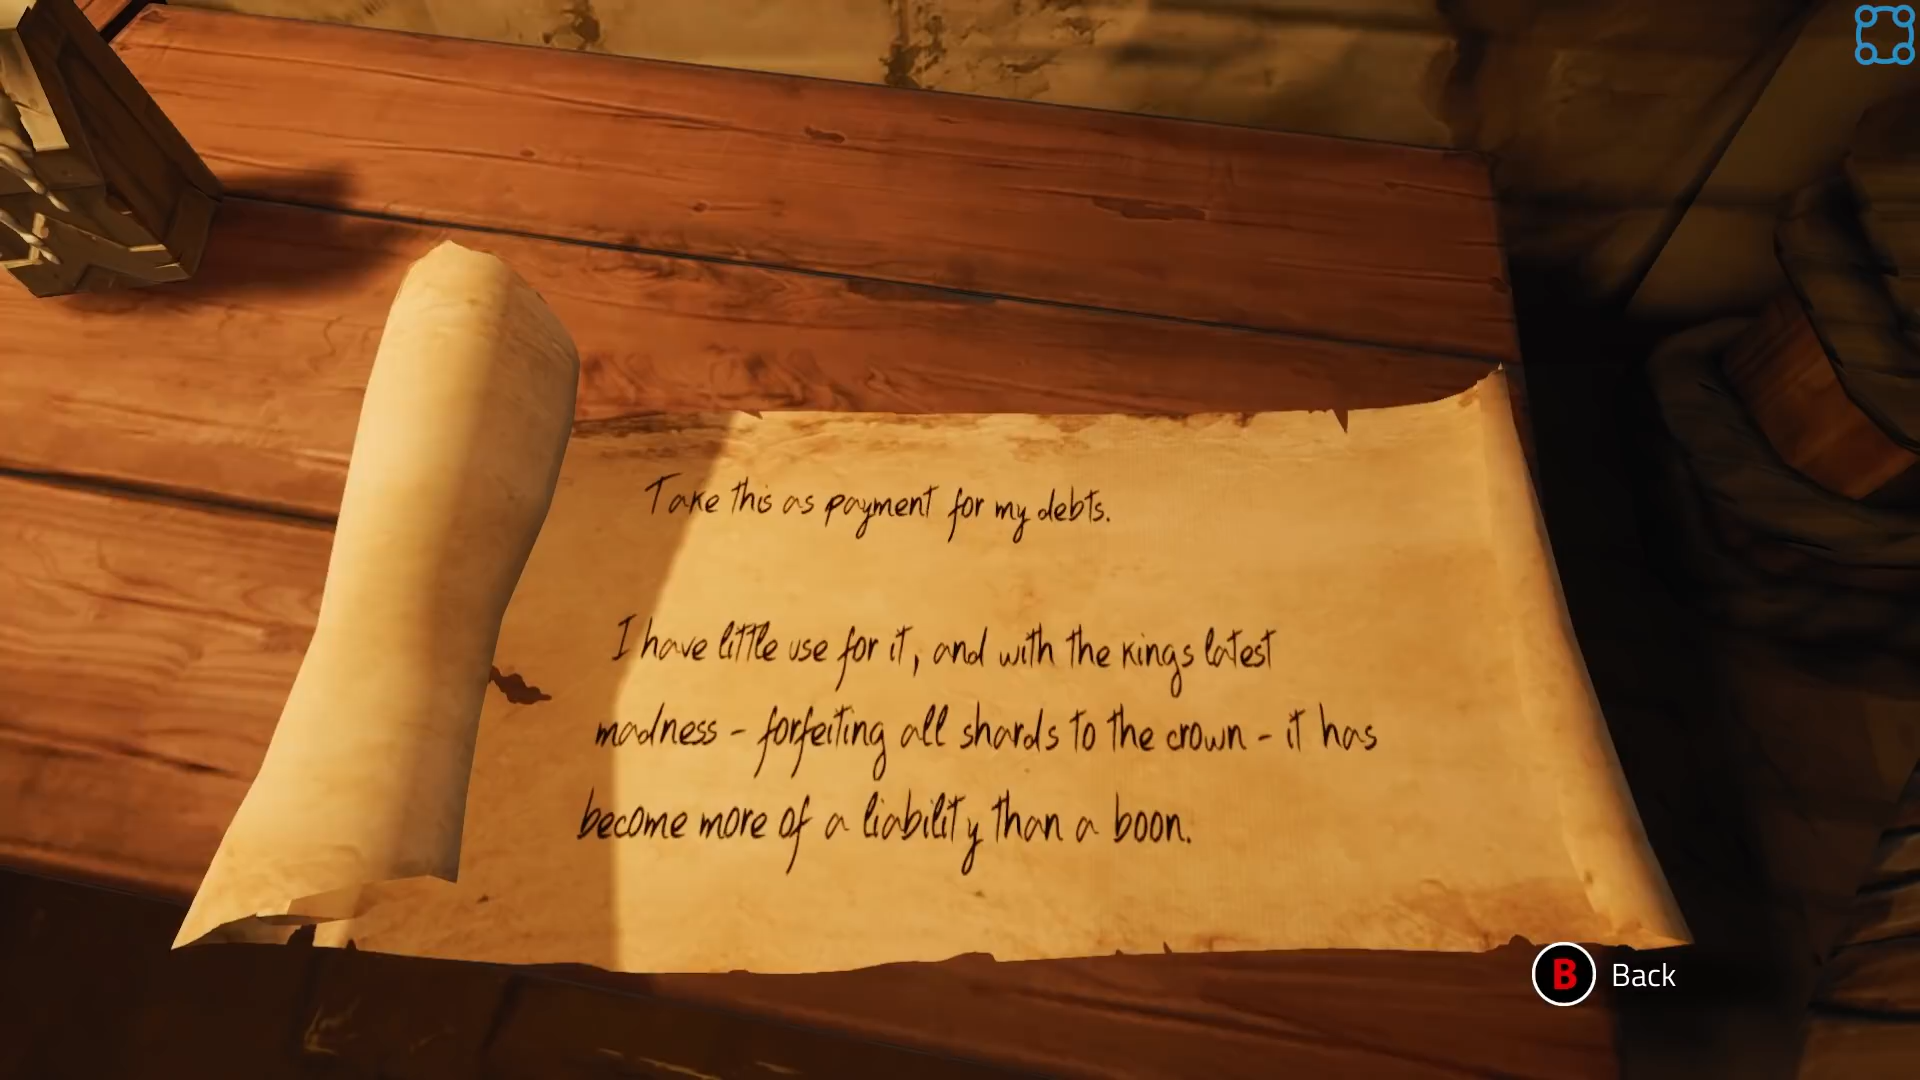 Take this as payment for my debts.
I have little use for it, and with the kings latest
madness - forfeiting all shards to the crown - it has
become more of a liability than a boon.
B Back